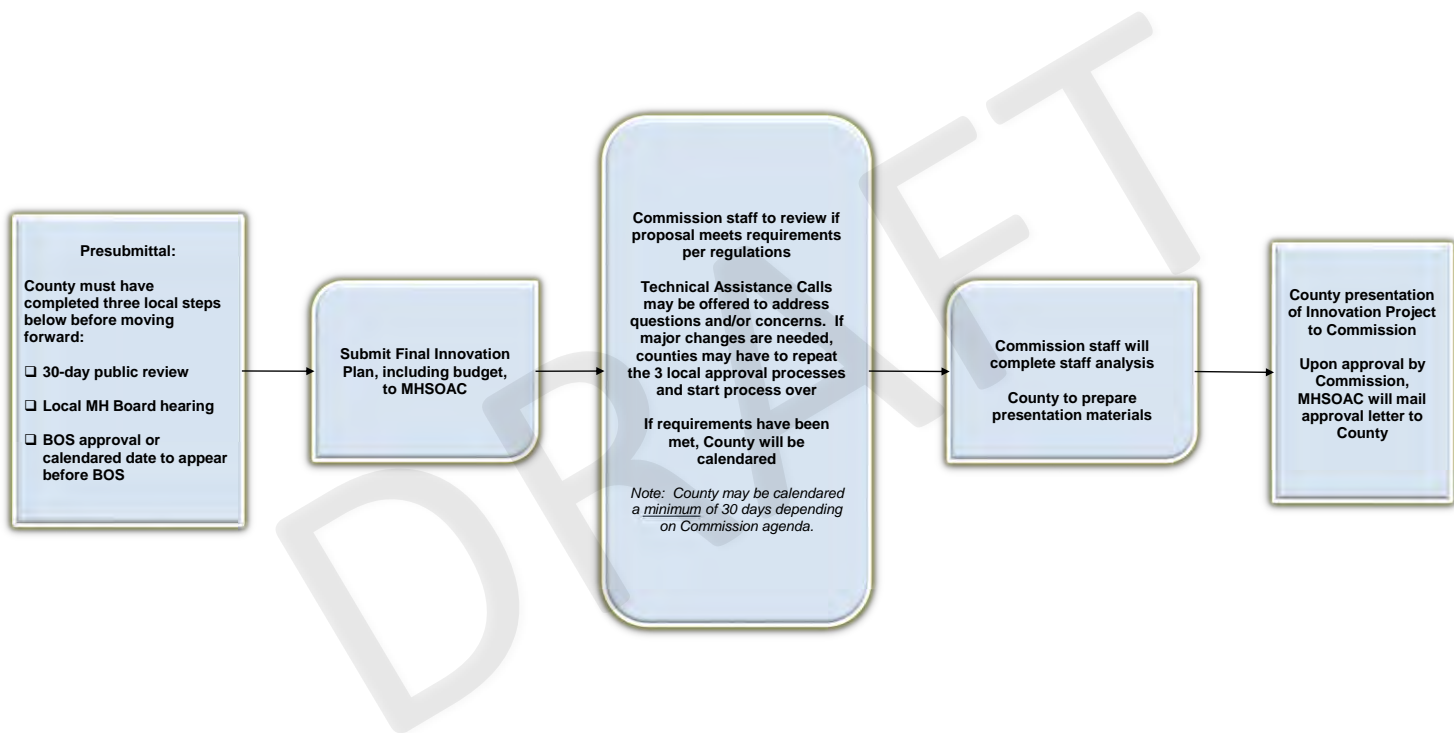 Presubmittal:
County must have
completed three local steps
below before moving
forward:
❑ 30-day public review
❑ Local MH Board hearing
❑ BOS approval or
calendared date to appear
before BOS
Submit Final Innovation
Plan, including budget,
to MHSOAC
Commission staff to review if
proposal meets requirements
per regulations
Technical Assistance Calls
may be offered to address
questions and/or concerns.  If
major changes are needed,
counties may have to repeat
the 3 local approval processes
and start process over
If requirements have been
met, County will be
calendared
Note:  County may be calendared
a minimum of 30 days depending
on Commission agenda.
Commission staff will
complete staff analysis
County to prepare
presentation materials
County presentation
of Innovation Project
to Commission
Upon approval by
Commission,
MHSOAC will mail
approval letter to
County
DRAFT